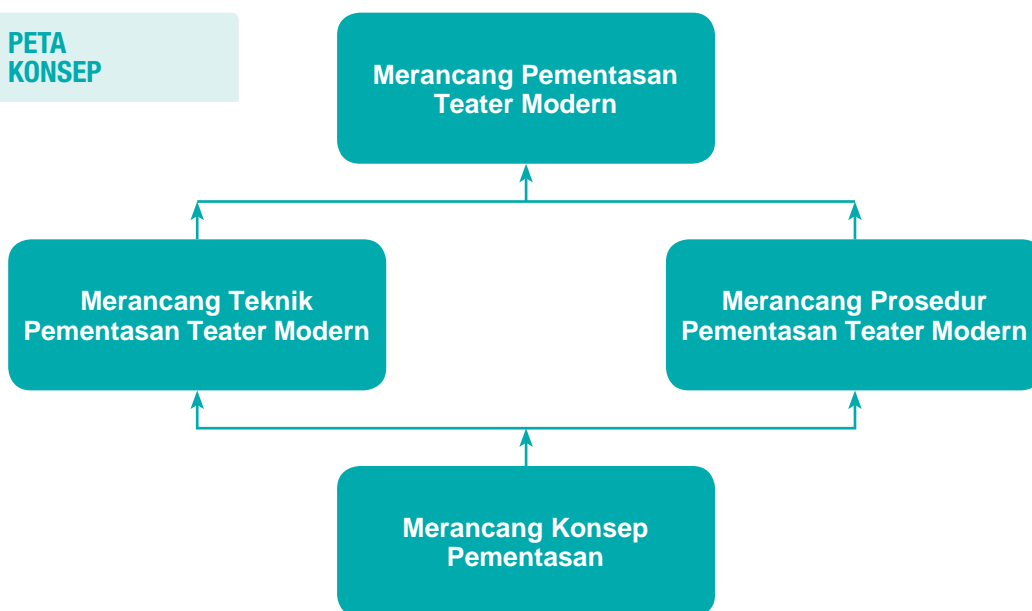 PETA
KONSEP
Merancang Pementasan
Teater Modern
Merancang Teknik
Pementasan Teater Modern
Merancang Prosedur
Pementasan Teater Modern
Merancang Konsep
Pementasan